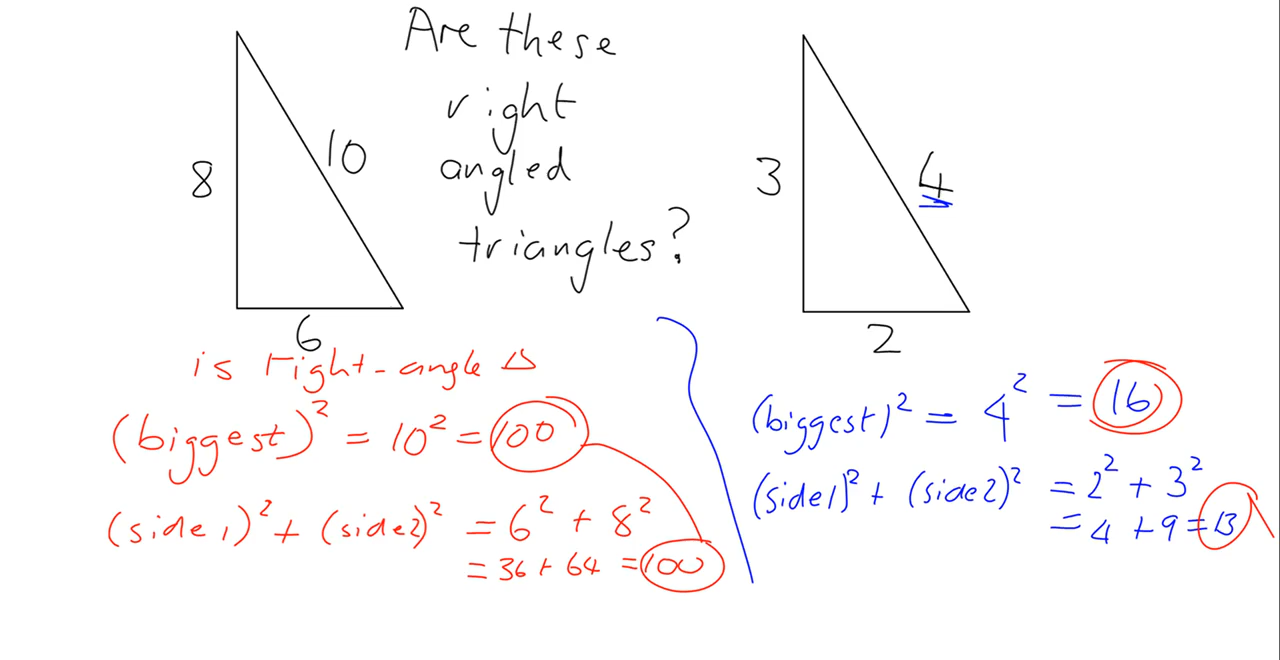 Are these
right
angled
triangles?
8
10
6
3
4
2
is right-angle △
(biggest)² = 10² = 100
(side1)² + (side2)² = 6² + 8²
= 36 + 64 = 100
(biggest)² = 4² = 16
(side1)² + (side2)² = 2² + 3²
= 4 + 9 = 13